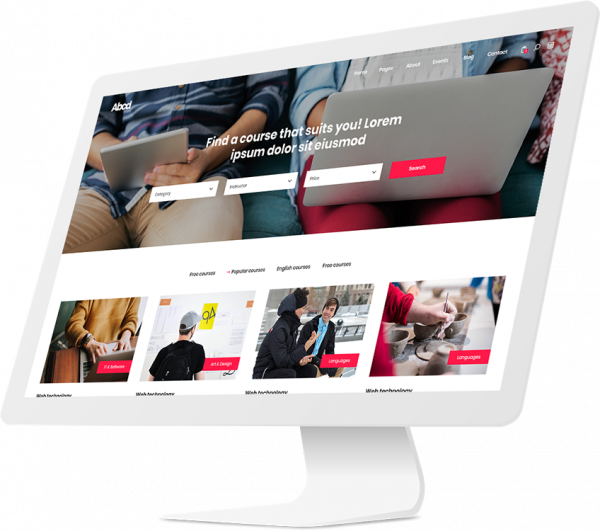 Home Pages About Events Blog Contact
Abcd
Find a course that suits you! Lorem
ipsum dolor sit eiusmod
Category Instructor Price Search
Free courses Popular courses English courses Free courses
IT & Software Art & Design Languages Languages
Web technology Web technology Web technology Web technology